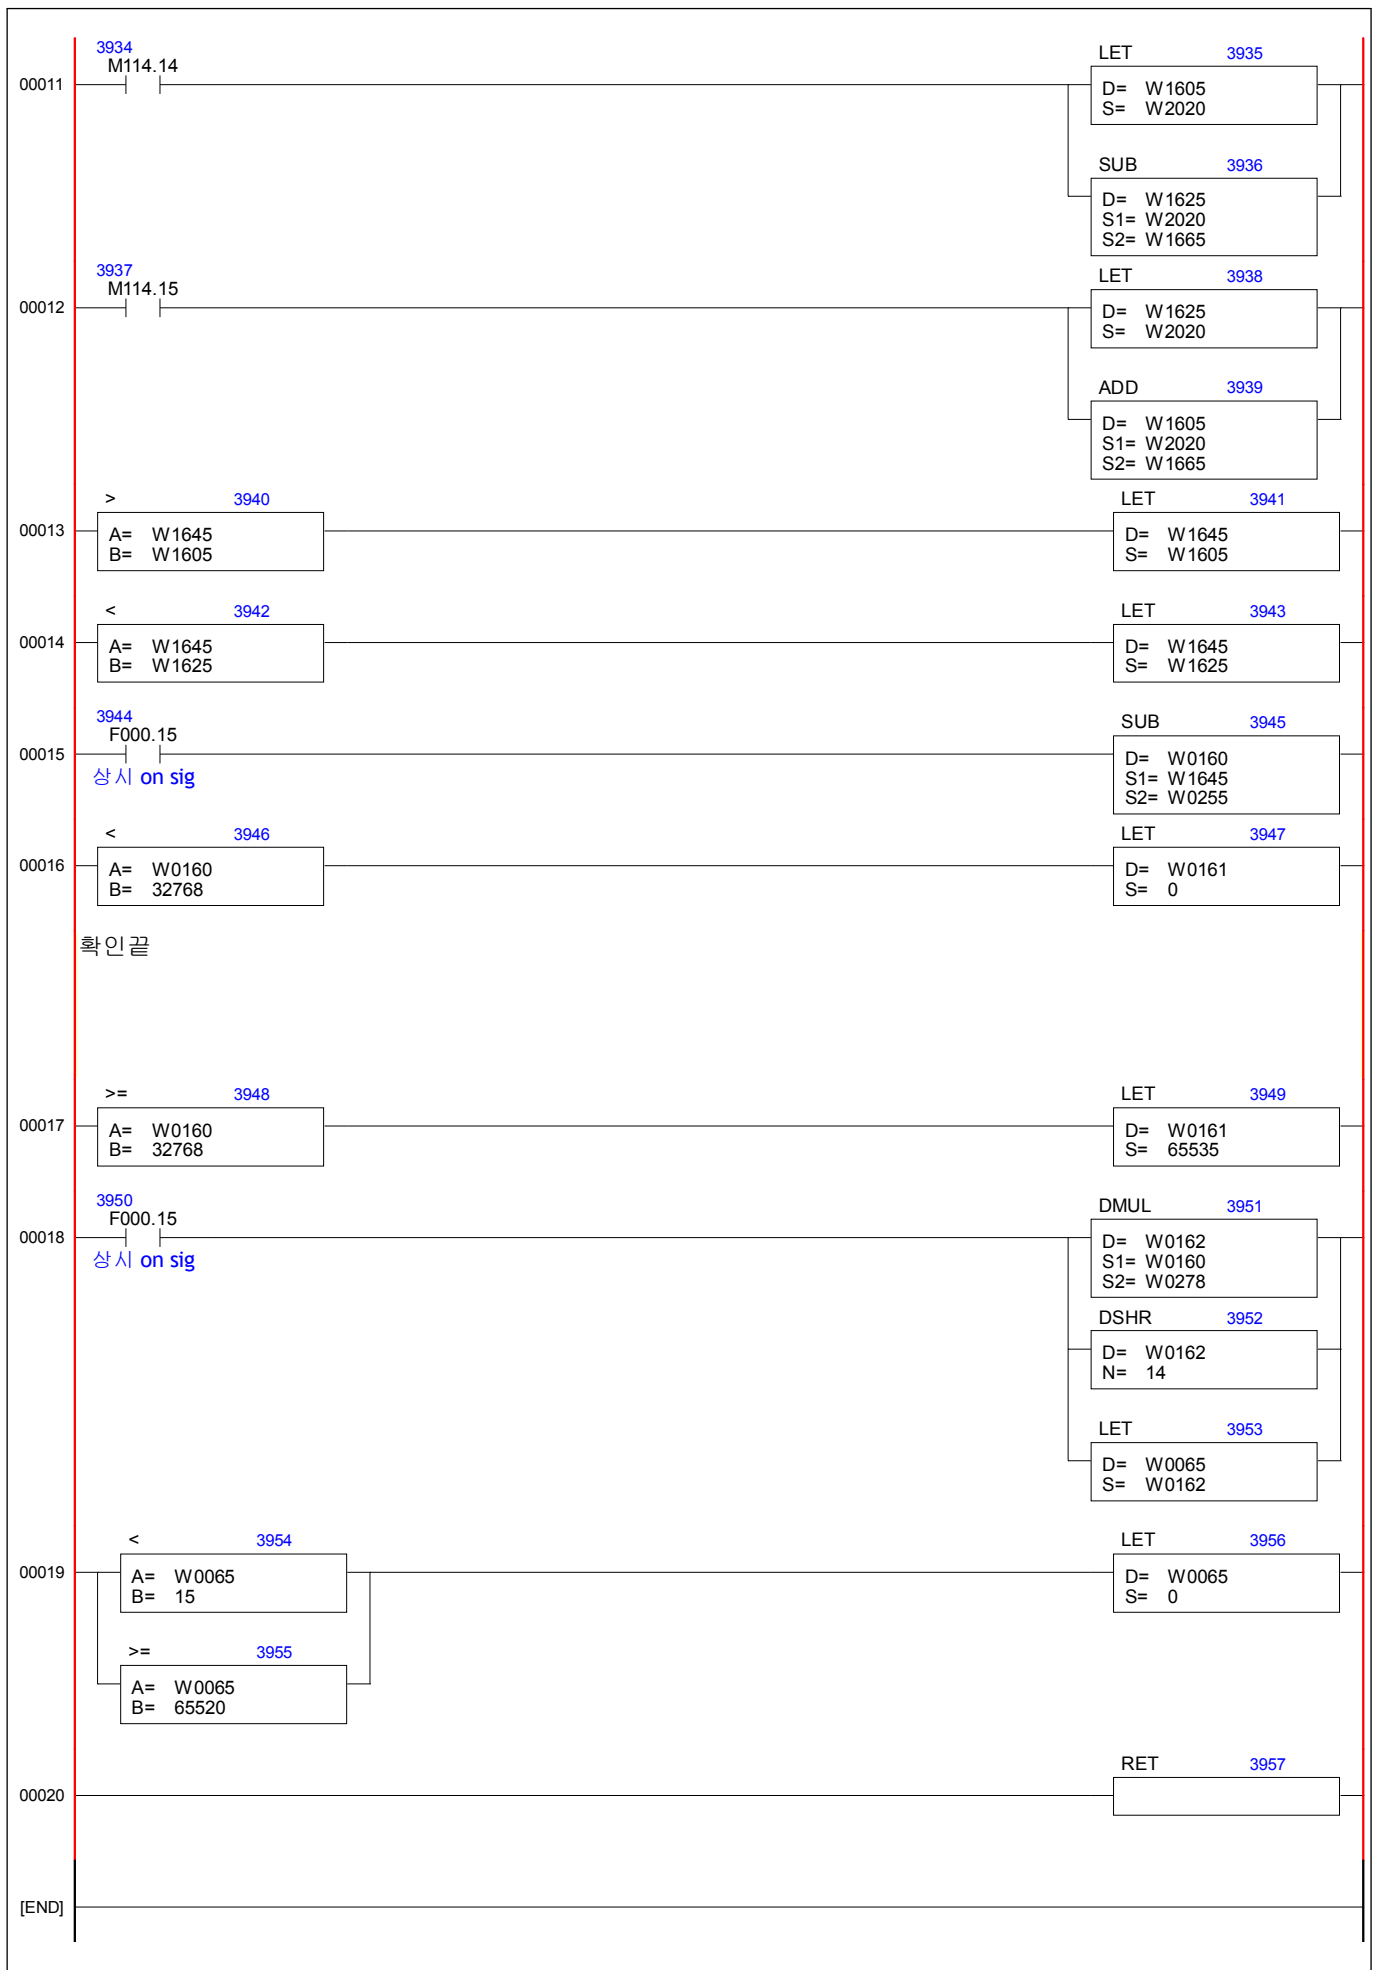 3934
M114.14
LET 3935
00011
D= W1605
S= W2020
SUB 3936
D= W1625
S1= W2020
S2= W1665
3937
M114.15
LET 3938
00012
D= W1625
S= W2020
ADD 3939
D= W1605
S1= W2020
S2= W1665
> 3940
LET 3941
00013
A= W1645
B= W1605
D= W1645
S= W1605
< 3942
LET 3943
00014
A= W1645
B= W1625
D= W1645
S= W1625
3944
F000.15
SUB 3945
00015
상시 on sig
D= W0160
S1= W1645
S2= W0255
< 3946
LET 3947
00016
A= W0160
B= 32768
D= W0161
S= 0
확인끝
>= 3948
LET 3949
00017
A= W0160
B= 32768
D= W0161
S= 65535
3950
F000.15
DMUL 3951
00018
상시 on sig
D= W0162
S1= W0160
S2= W0278
DSHR 3952
D= W0162
N= 14
LET 3953
D= W0065
S= W0162
< 3954
LET 3956
00019
A= W0065
B= 15
D= W0065
S= 0
>= 3955
A= W0065
B= 65520
RET 3957
00020
[END]